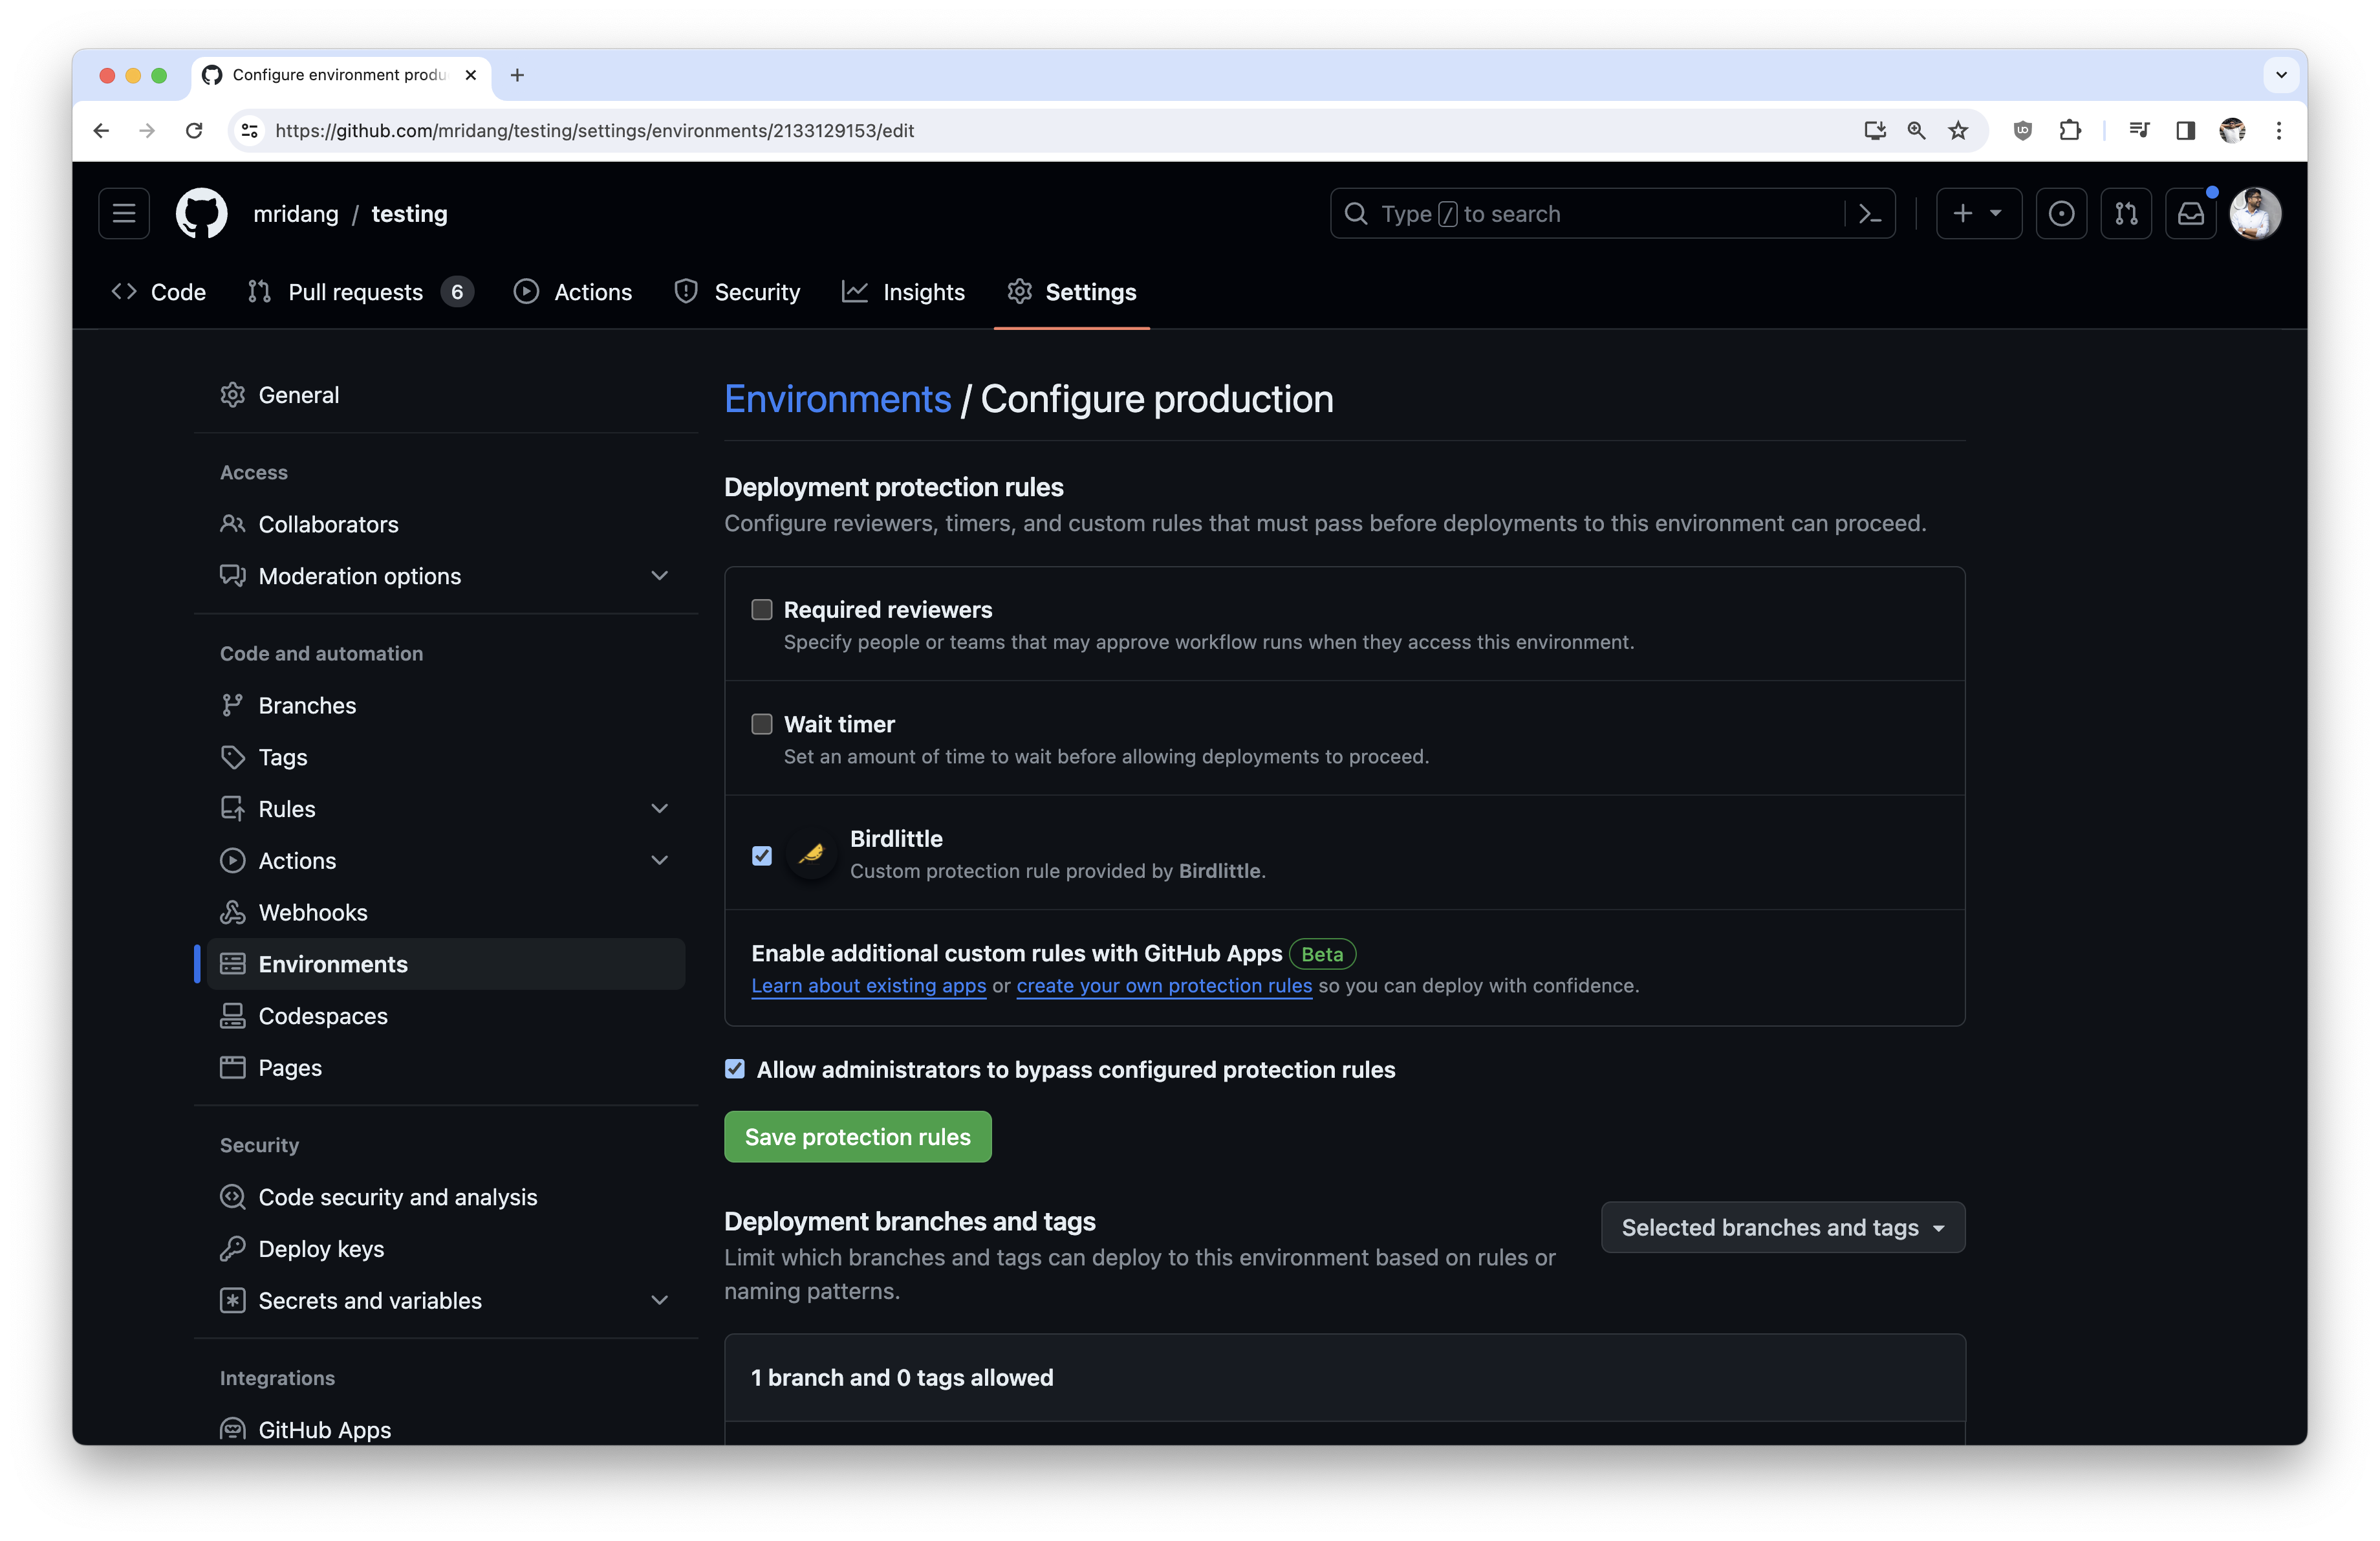 Configure environment produ
https://github.com/mridang/testing/settings/environments/2133129153/edit
mridang / testing
Type / to search
Code
Pull requests 6
Actions
Security
Insights
Settings
General
Access
Collaborators
Moderation options
Code and automation
Branches
Tags
Rules
Actions
Webhooks
Environments
Codespaces
Pages
Security
Code security and analysis
Deploy keys
Secrets and variables
Integrations
GitHub Apps
Environments / Configure production
Deployment protection rules
Configure reviewers, timers, and custom rules that must pass before deployments to this environment can proceed.
Required reviewers
Specify people or teams that may approve workflow runs when they access this environment.
Wait timer
Set an amount of time to wait before allowing deployments to proceed.
Birdlittle
Custom protection rule provided by Birdlittle.
Enable additional custom rules with GitHub Apps Beta
Learn about existing apps or create your own protection rules so you can deploy with confidence.
Allow administrators to bypass configured protection rules
Save protection rules
Deployment branches and tags
Limit which branches and tags can deploy to this environment based on rules or
naming patterns.
Selected branches and tags
1 branch and 0 tags allowed